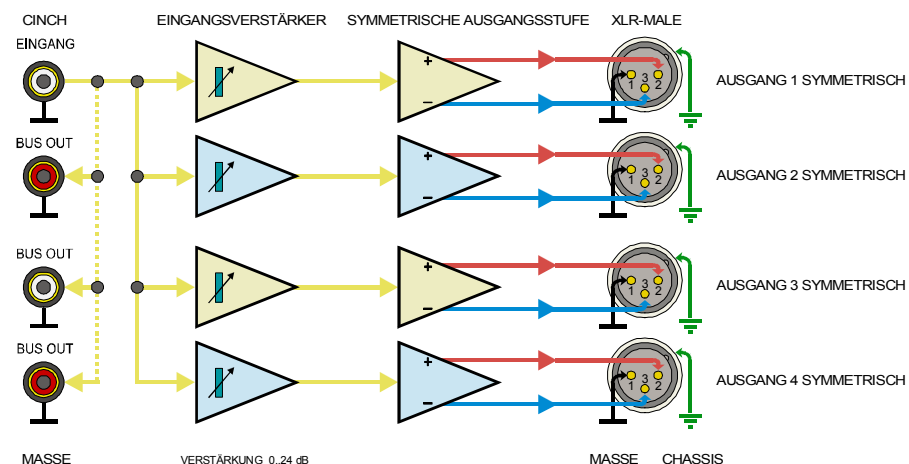 CINCH EINGANGSVERSTÄRKER SYMMETRISCHE AUSGANGSSTUFE XLR-MALE
EINGANG
+
1 3 2
−
AUSGANG 1 SYMMETRISCH
BUS OUT
+
1 3 2
−
AUSGANG 2 SYMMETRISCH
BUS OUT
+
1 3 2
−
AUSGANG 3 SYMMETRISCH
BUS OUT
+
1 3 2
−
AUSGANG 4 SYMMETRISCH
MASSE VERSTÄRKUNG 0..24 dB MASSE CHASSIS